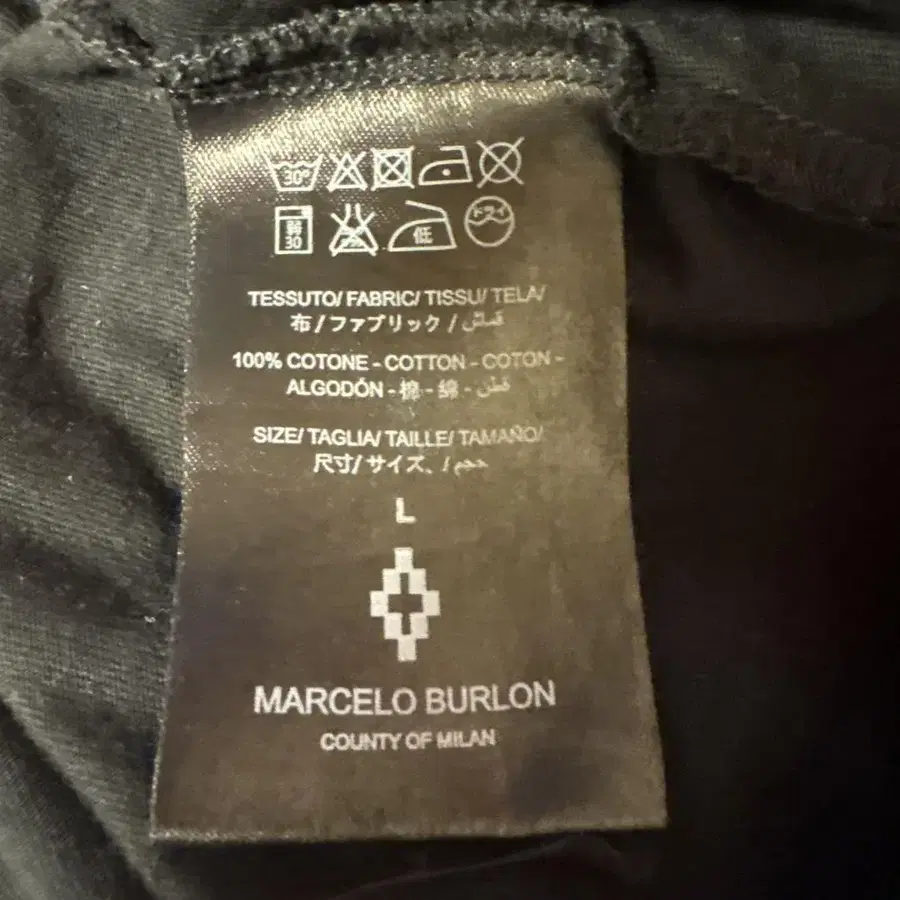 30°
弱
30
低
ドライ
TESSUTO/ FABRIC/ TISSU/ TELA/
布 / ファブリック / قماش
100% COTONE - COTTON - COTON -
ALGODÓN - 棉 - 綿 - قطن
SIZE/ TAGLIA/ TAILLE/ TAMAÑO/
尺寸/ サイズ、/ حجم
L
MARCELO BURLON
COUNTY OF MILAN